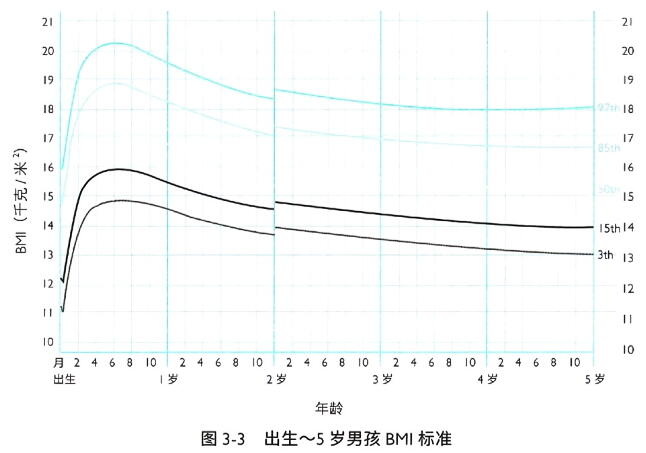 21 21
20 20
19 19
18 18
97th
17 17
85th
16 16
50th
15 15
15th 14
14
3th 13
13
12 12
11 11
10 10
BMI（千克/米²）
月 2 4 6 8 10 2 4 6 8 10 2 4 6 8 10 2 4 6 8 10 2 4 6 8 10
出生 1岁 2岁 3岁 4岁 5岁
年龄
图 3-3 出生～5 岁男孩 BMI 标准